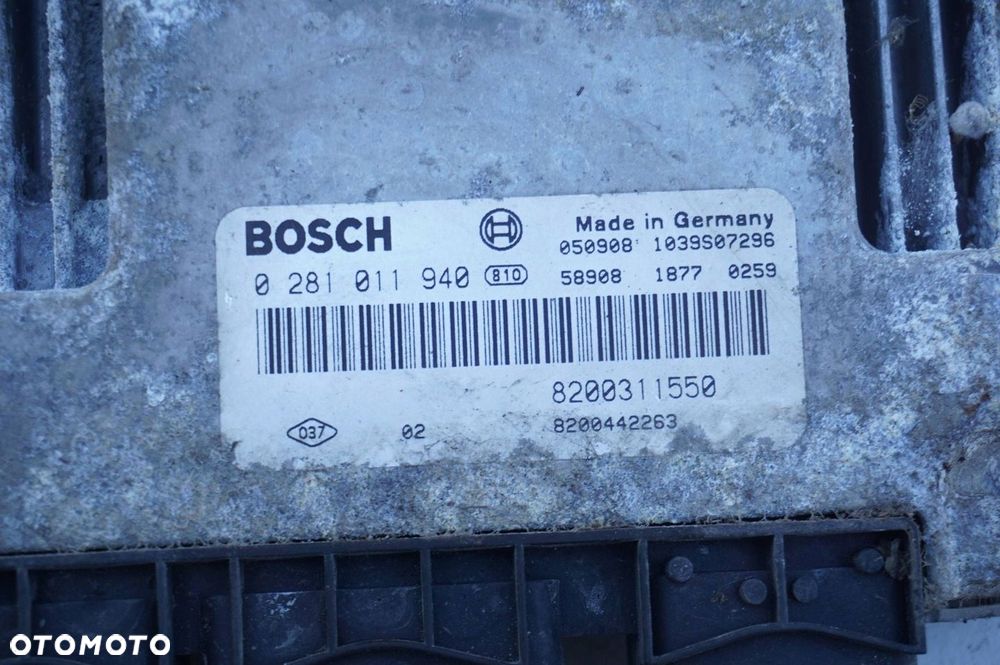 BOSCH
Made in Germany
050908 1039S07296
0 281 011 940 810
58908 1877 0259
8200311550
037 02 8200442263
OTOMOTO